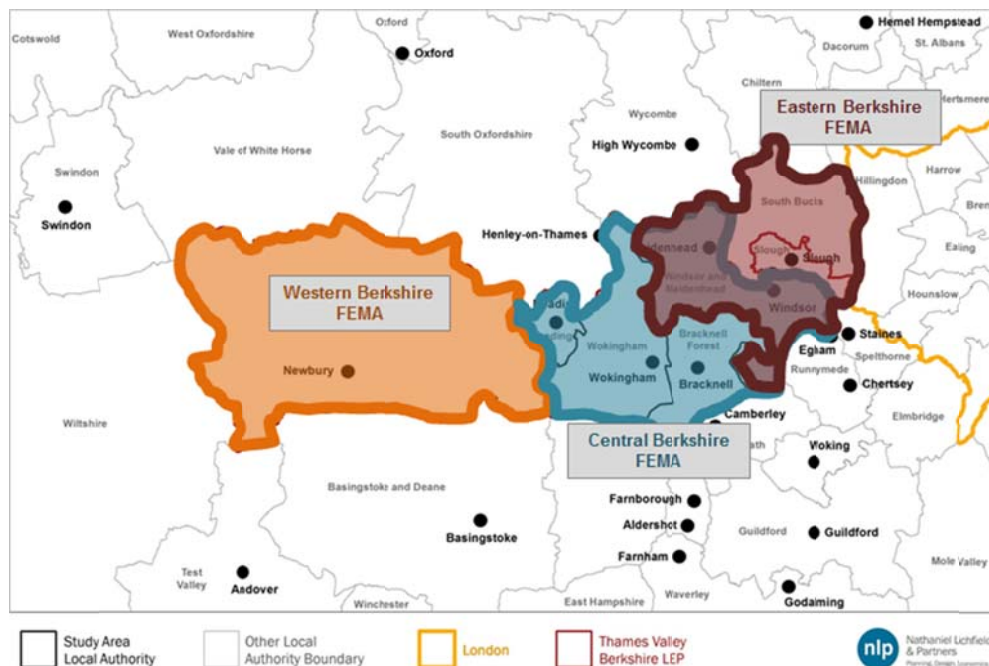 Oxford
Hemel Hempstead
Cotswold
West Oxfordshire
Oxford
Dacorum
St. Albans
Chiltern
Eastern Berkshire
FEMA
Wycombe
South Oxfordshire
High Wycombe
Vale of White Horse
Harrow
Swindon
Hillingdon
South Bucks
Swindon
Henley-on-Thames
Ealing
Slough
Slough
Windsor and
Maidenhead
Western Berkshire
FEMA
Hounslow
Windsor
Bracknell
Forest
Wokingham
Staines
Egham
Spelthorne
Newbury
Wokingham
Bracknell
Runnymede
Chertsey
Camberley
Elmbridge
Wiltshire
Central Berkshire
FEMA
Woking
Basingstoke and Deane
Farnborough
Aldershot
Guildford
Guildford
Basingstoke
Farnham
Mole Valley
Test
Valley
Andover
Waverley
Godalming
Winchester
East Hampshire
Study Area
Local Authority
Other Local
Authority Boundary
London
Thames Valley
Berkshire LEP
nlp
Nathaniel Lichfield
& Partners